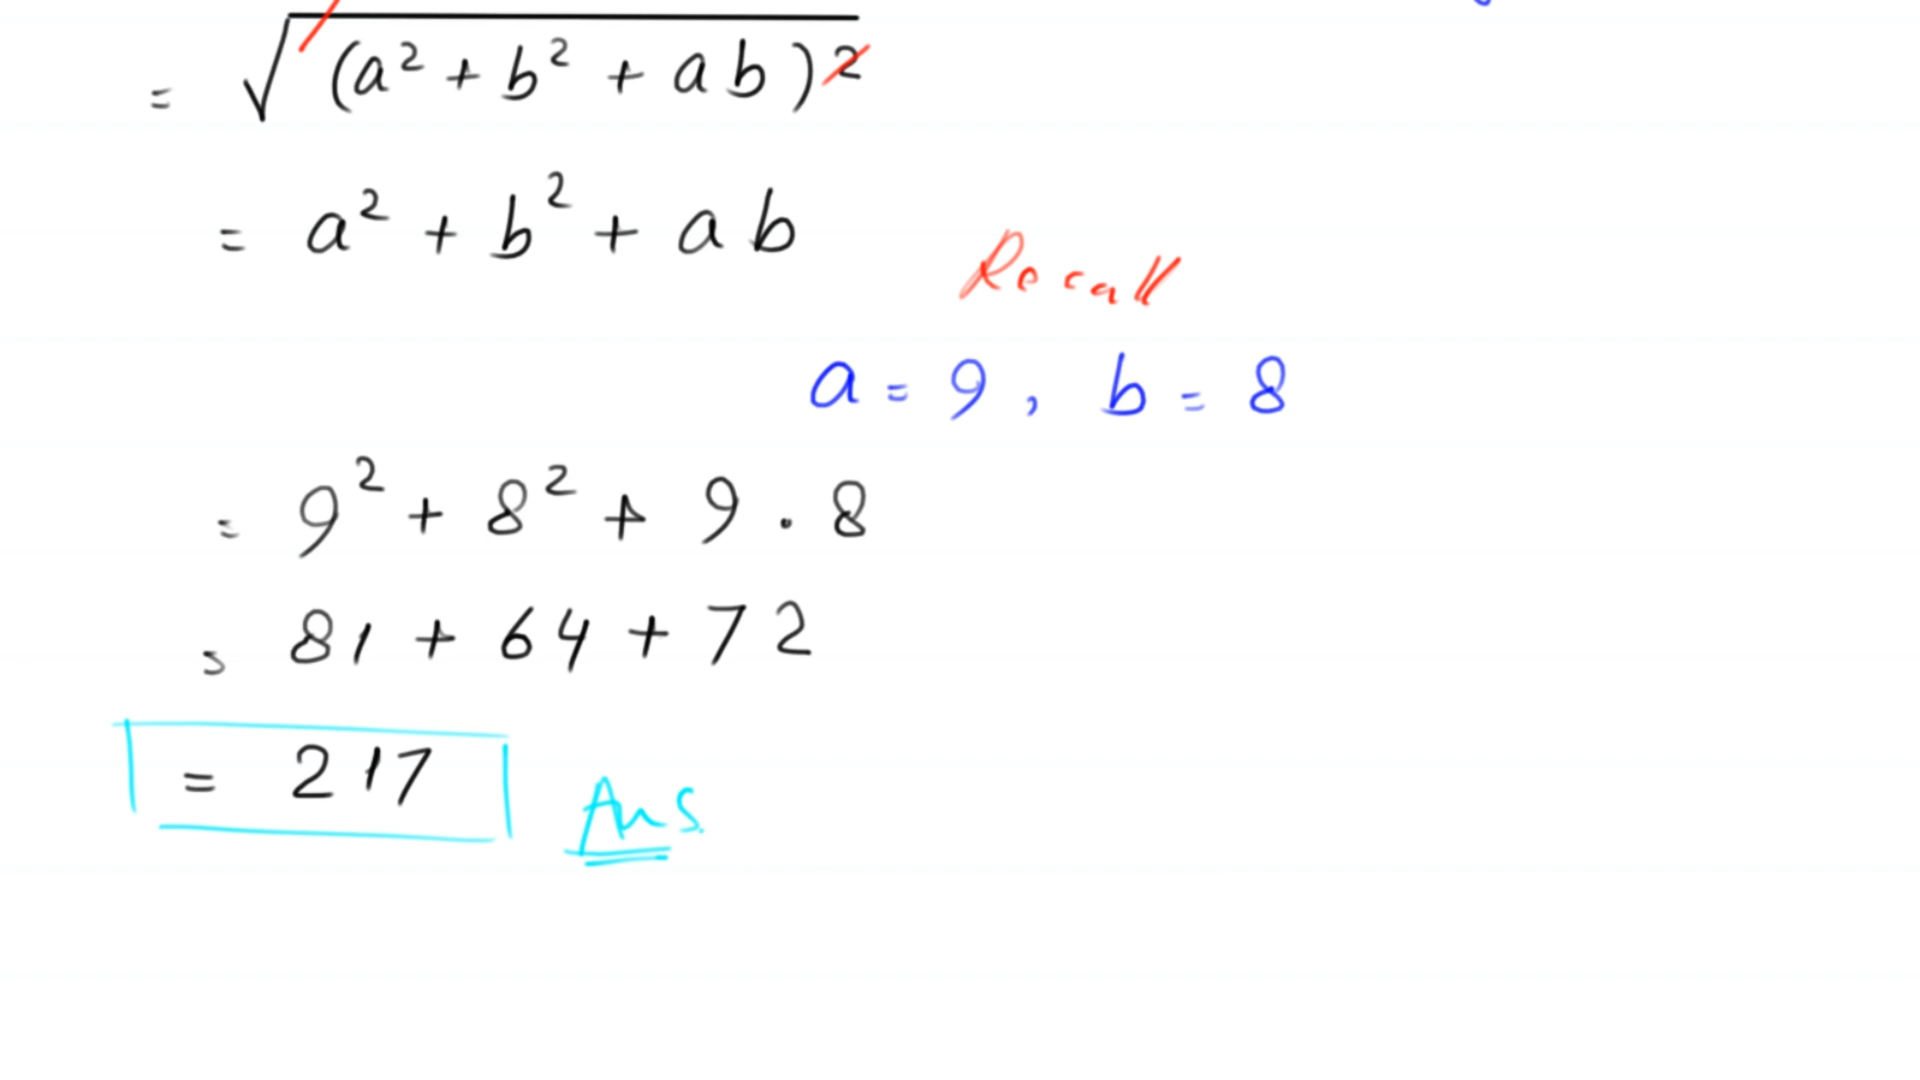 = √(a² + b² + ab)²
= a² + b² + ab
Recall
a = 9, b = 8
= 9² + 8² + 9 . 8
= 81 + 64 + 72
= 217 Ans.